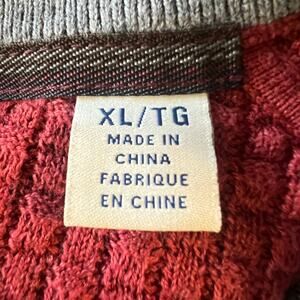 XL/TG
MADE IN
CHINA
FABRIQUE
EN CHINE